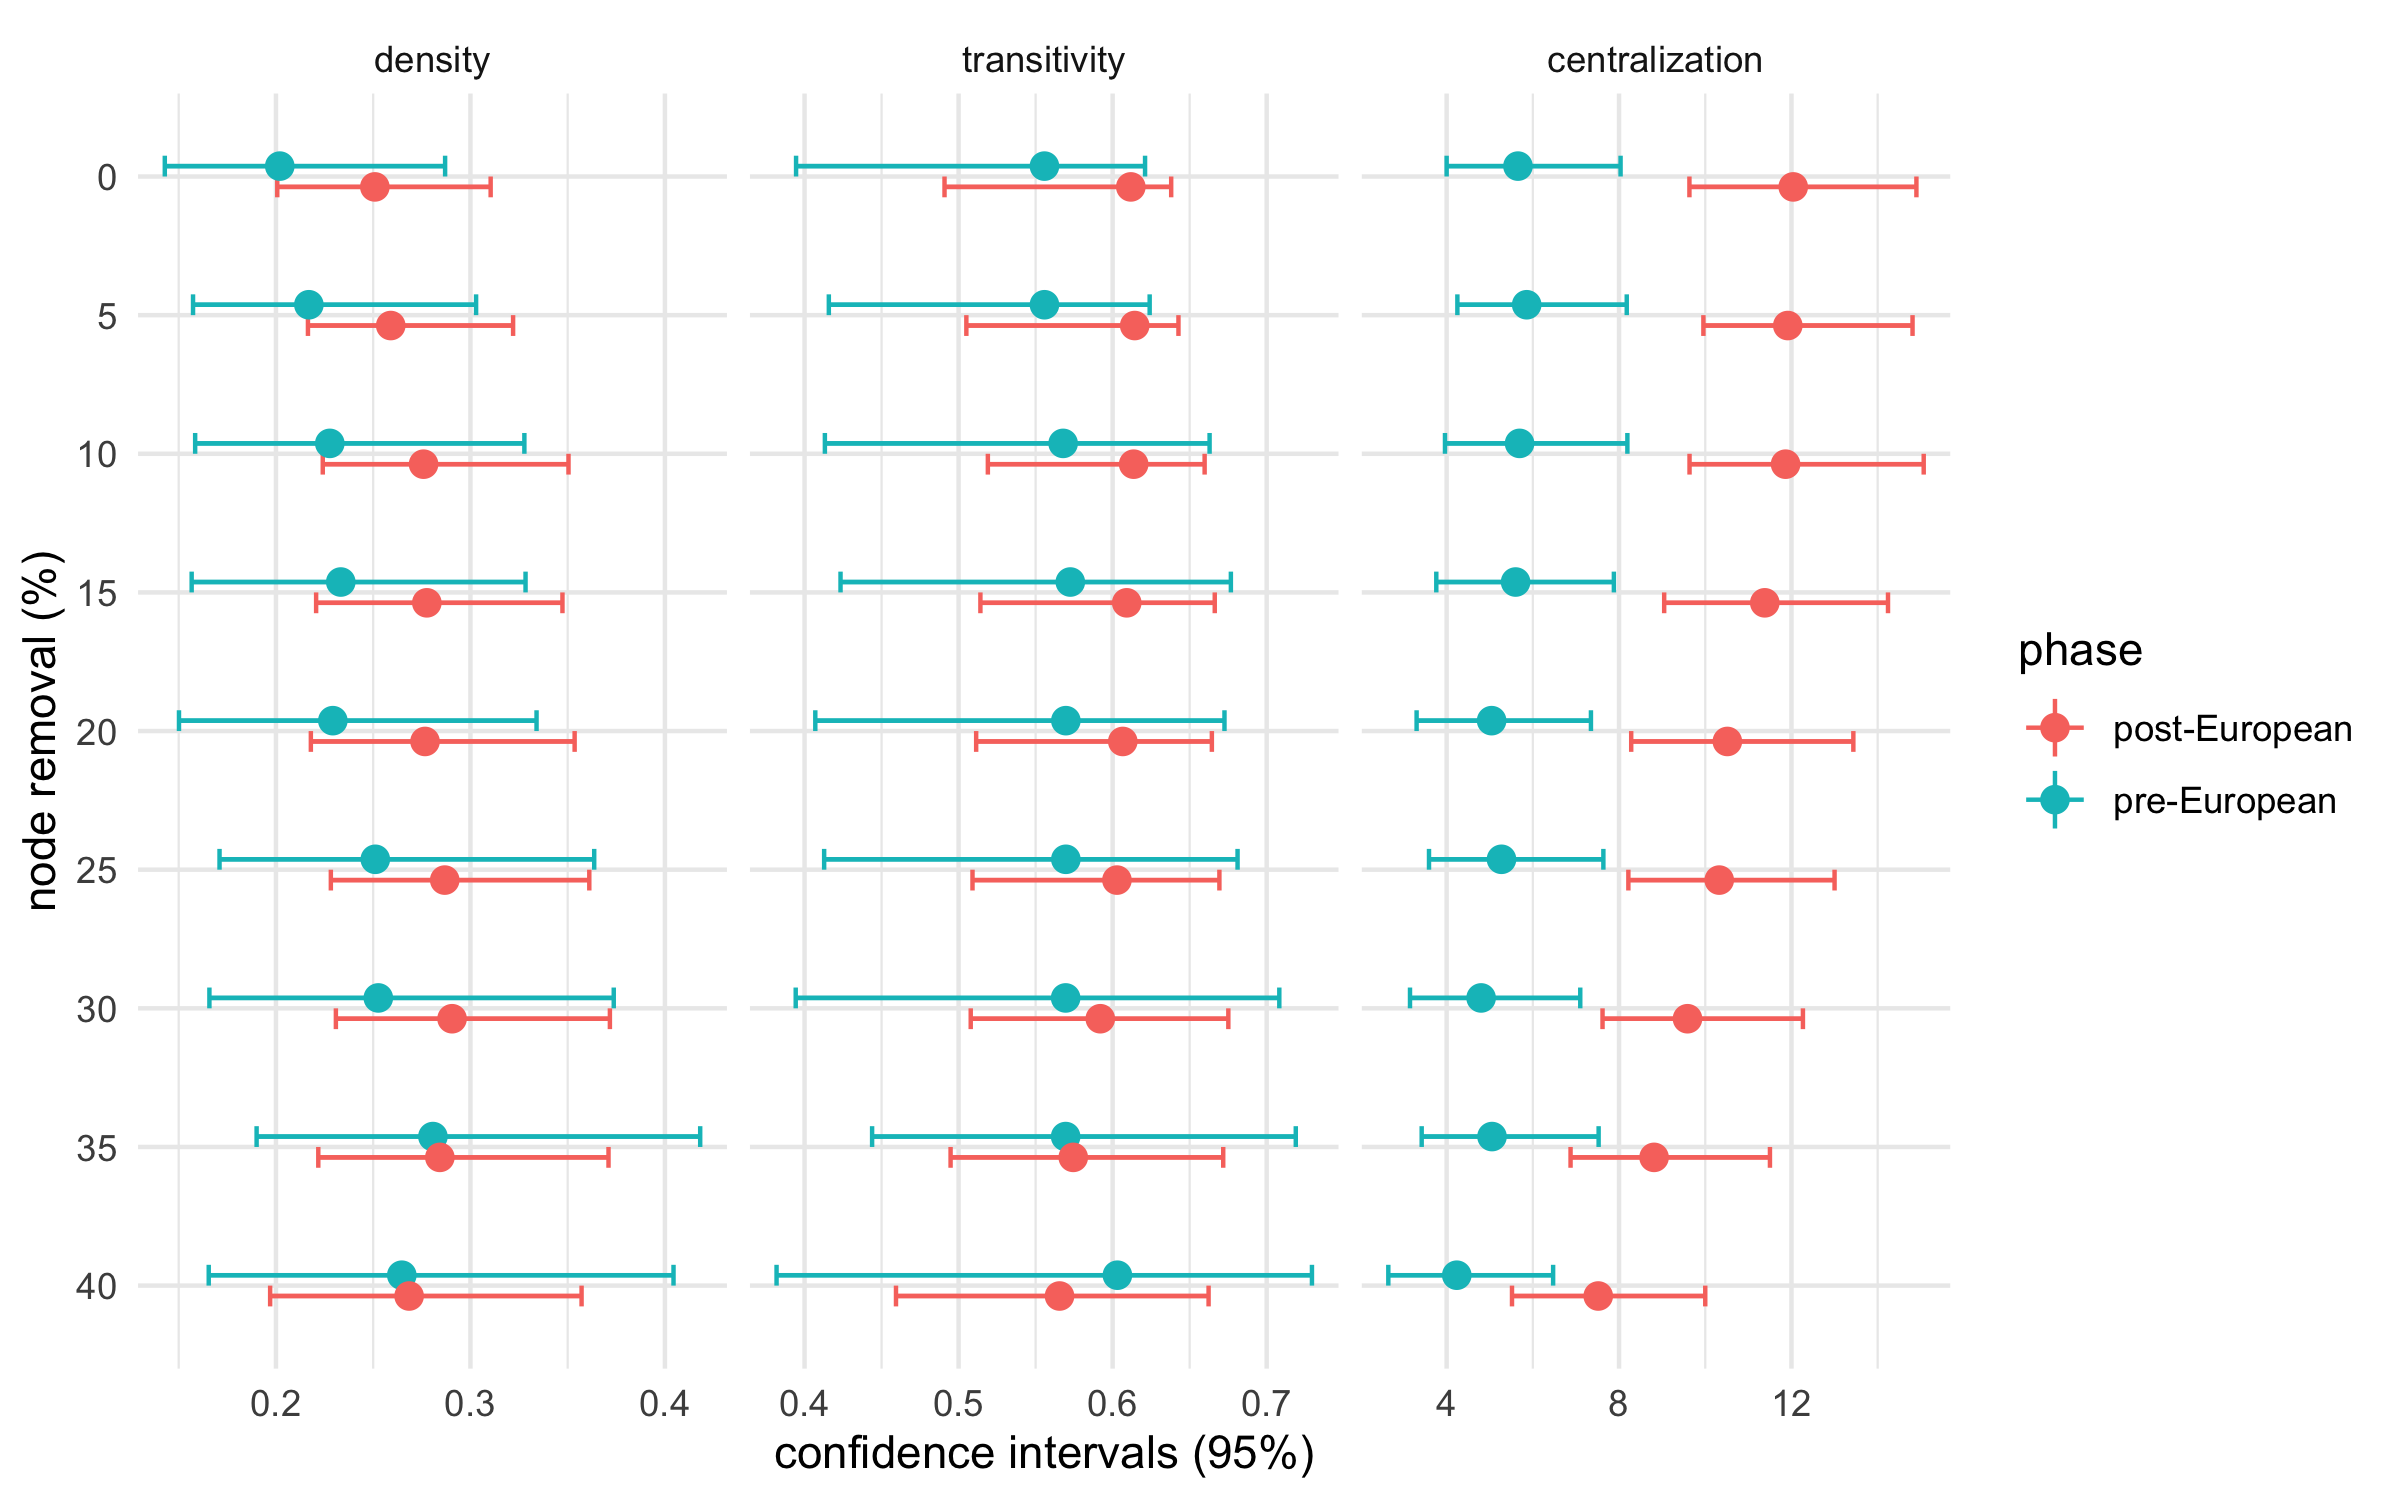 density transitivity centralization
0
5
10
15
20
25
30
35
40
node removal (%)
0.2 0.3 0.4 0.4 0.5 0.6 0.7 4 8 12
confidence intervals (95%)
phase
post-European
pre-European